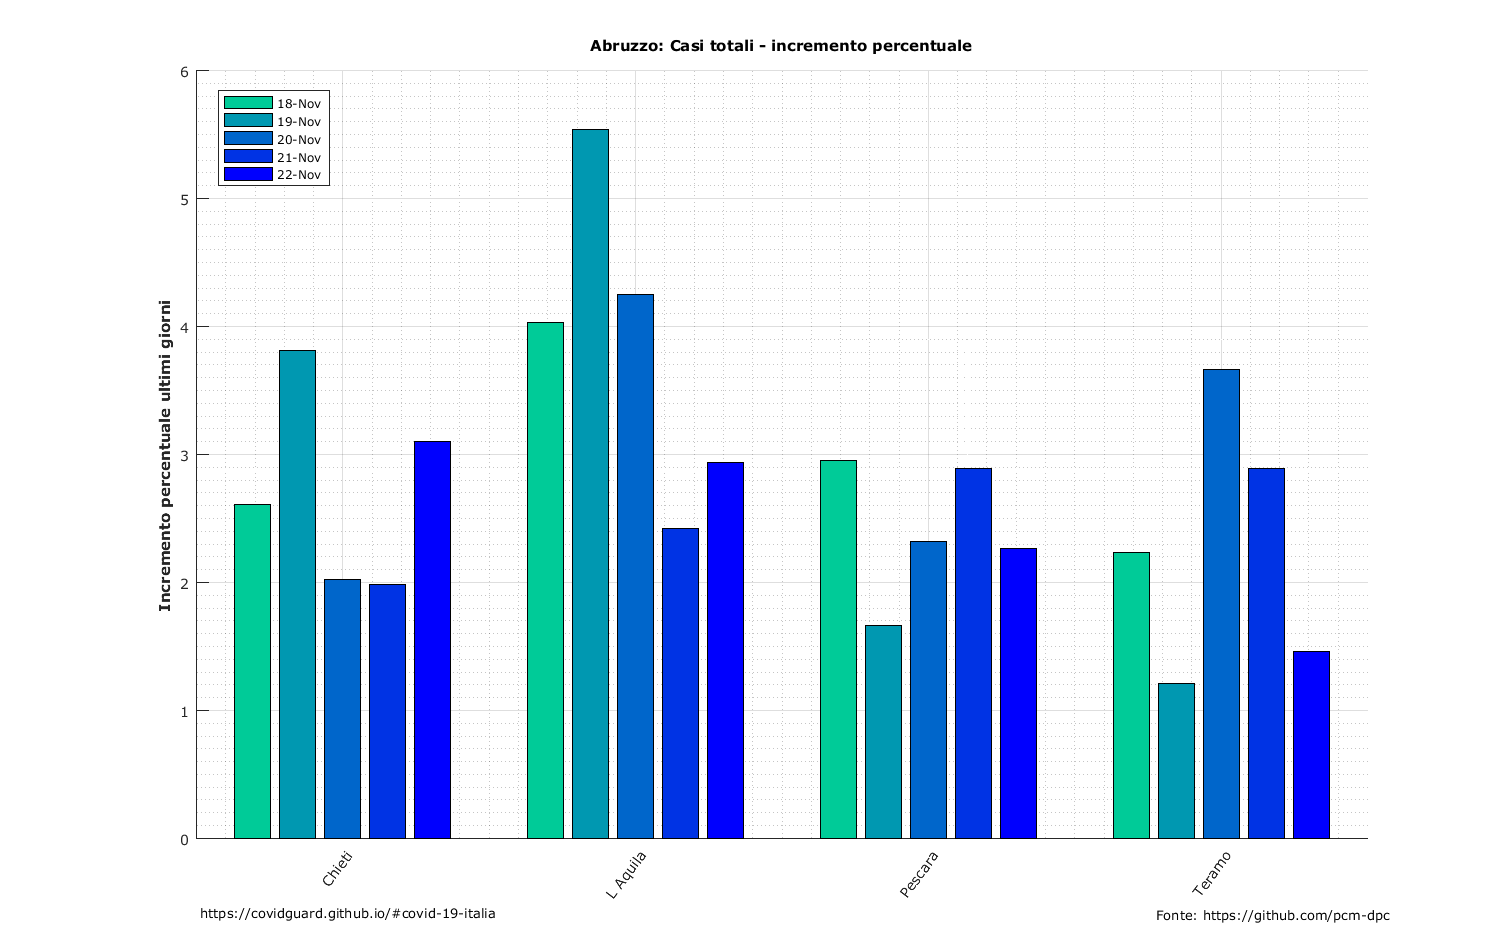 Abruzzo: Casi totali - incremento percentuale
6
5
4
3
2
1
0
Incremento percentuale ultimi giorni
18-Nov
19-Nov
20-Nov
21-Nov
22-Nov
Chieti
L Aquila
Pescara
Teramo
https://covidguard.github.io/#covid-19-italia
Fonte: https://github.com/pcm-dpc